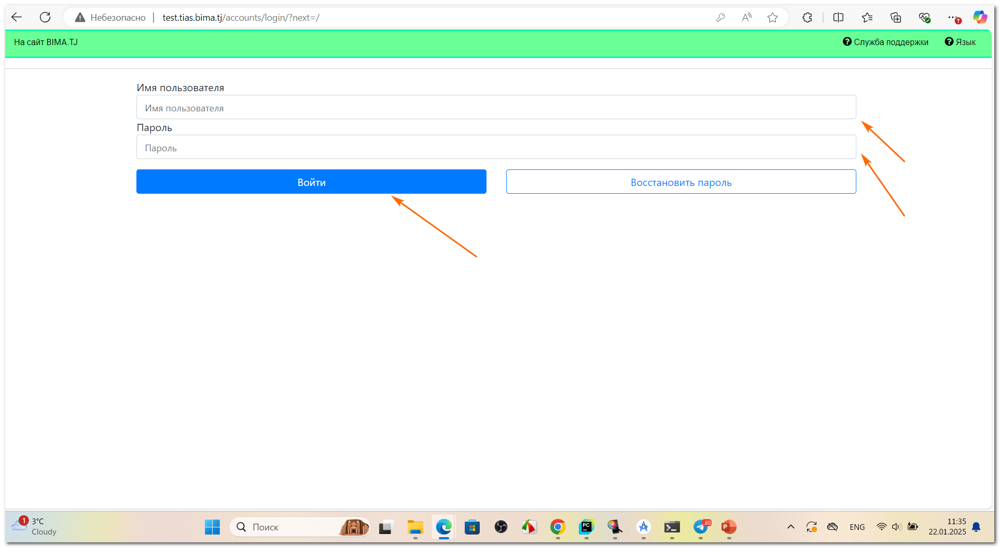 Небезопасно | test.tias.bima.tj/accounts/login/?next=/
На сайт BIMA.TJ
Служба поддержки
Язык
Имя пользователя
Имя пользователя
Пароль
Пароль
Войти
Восстановить пароль
1
3°C
Cloudy
Поиск
PC
..60
P
ENG
11:35
22.01.2025